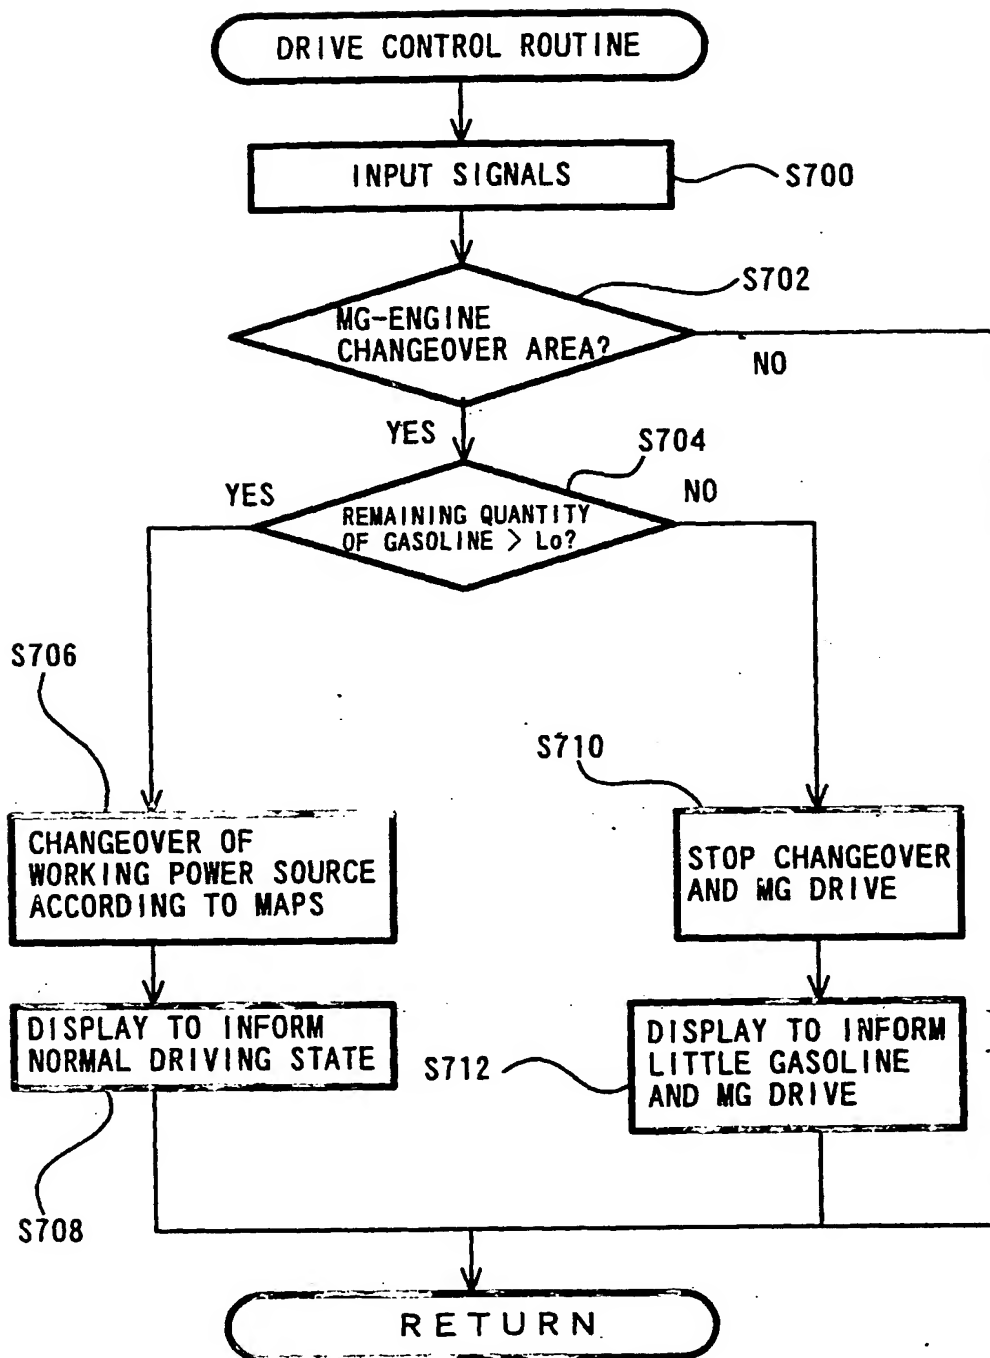 DRIVE CONTROL ROUTINE
INPUT SIGNALS
S700
S702
MG-ENGINE
CHANGEOVER AREA?
NO
YES
S704
YES
NO
REMAINING QUANTITY
OF GASOLINE > Lo?
S706
S710
CHANGEOVER OF
WORKING POWER SOURCE
ACCORDING TO MAPS
STOP CHANGEOVER
AND MG DRIVE
DISPLAY TO INFORM
NORMAL DRIVING STATE
S712
DISPLAY TO INFORM
LITTLE GASOLINE
AND MG DRIVE
S708
RETURN